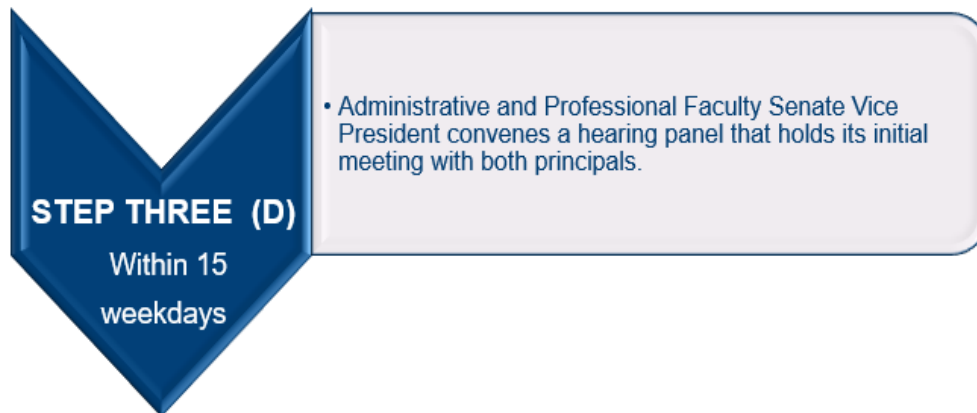 STEP THREE (D)
Within 15
weekdays
• Administrative and Professional Faculty Senate Vice
President convenes a hearing panel that holds its initial
meeting with both principals.